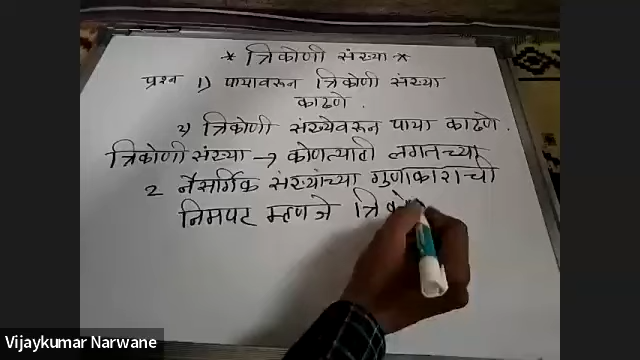 * त्रिकोणी संख्या *
प्रश्न 1) पायावरून त्रिकोणी संख्या
काढणे.
2) त्रिकोणी संख्येवरून पाया काढणे.
त्रिकोणी संख्या → कोणत्याही लगतच्या
2 नैसर्गिक संख्यांच्या गुणाकाराची
निमपट म्हणजे त्रिको
Vijaykumar Narwane